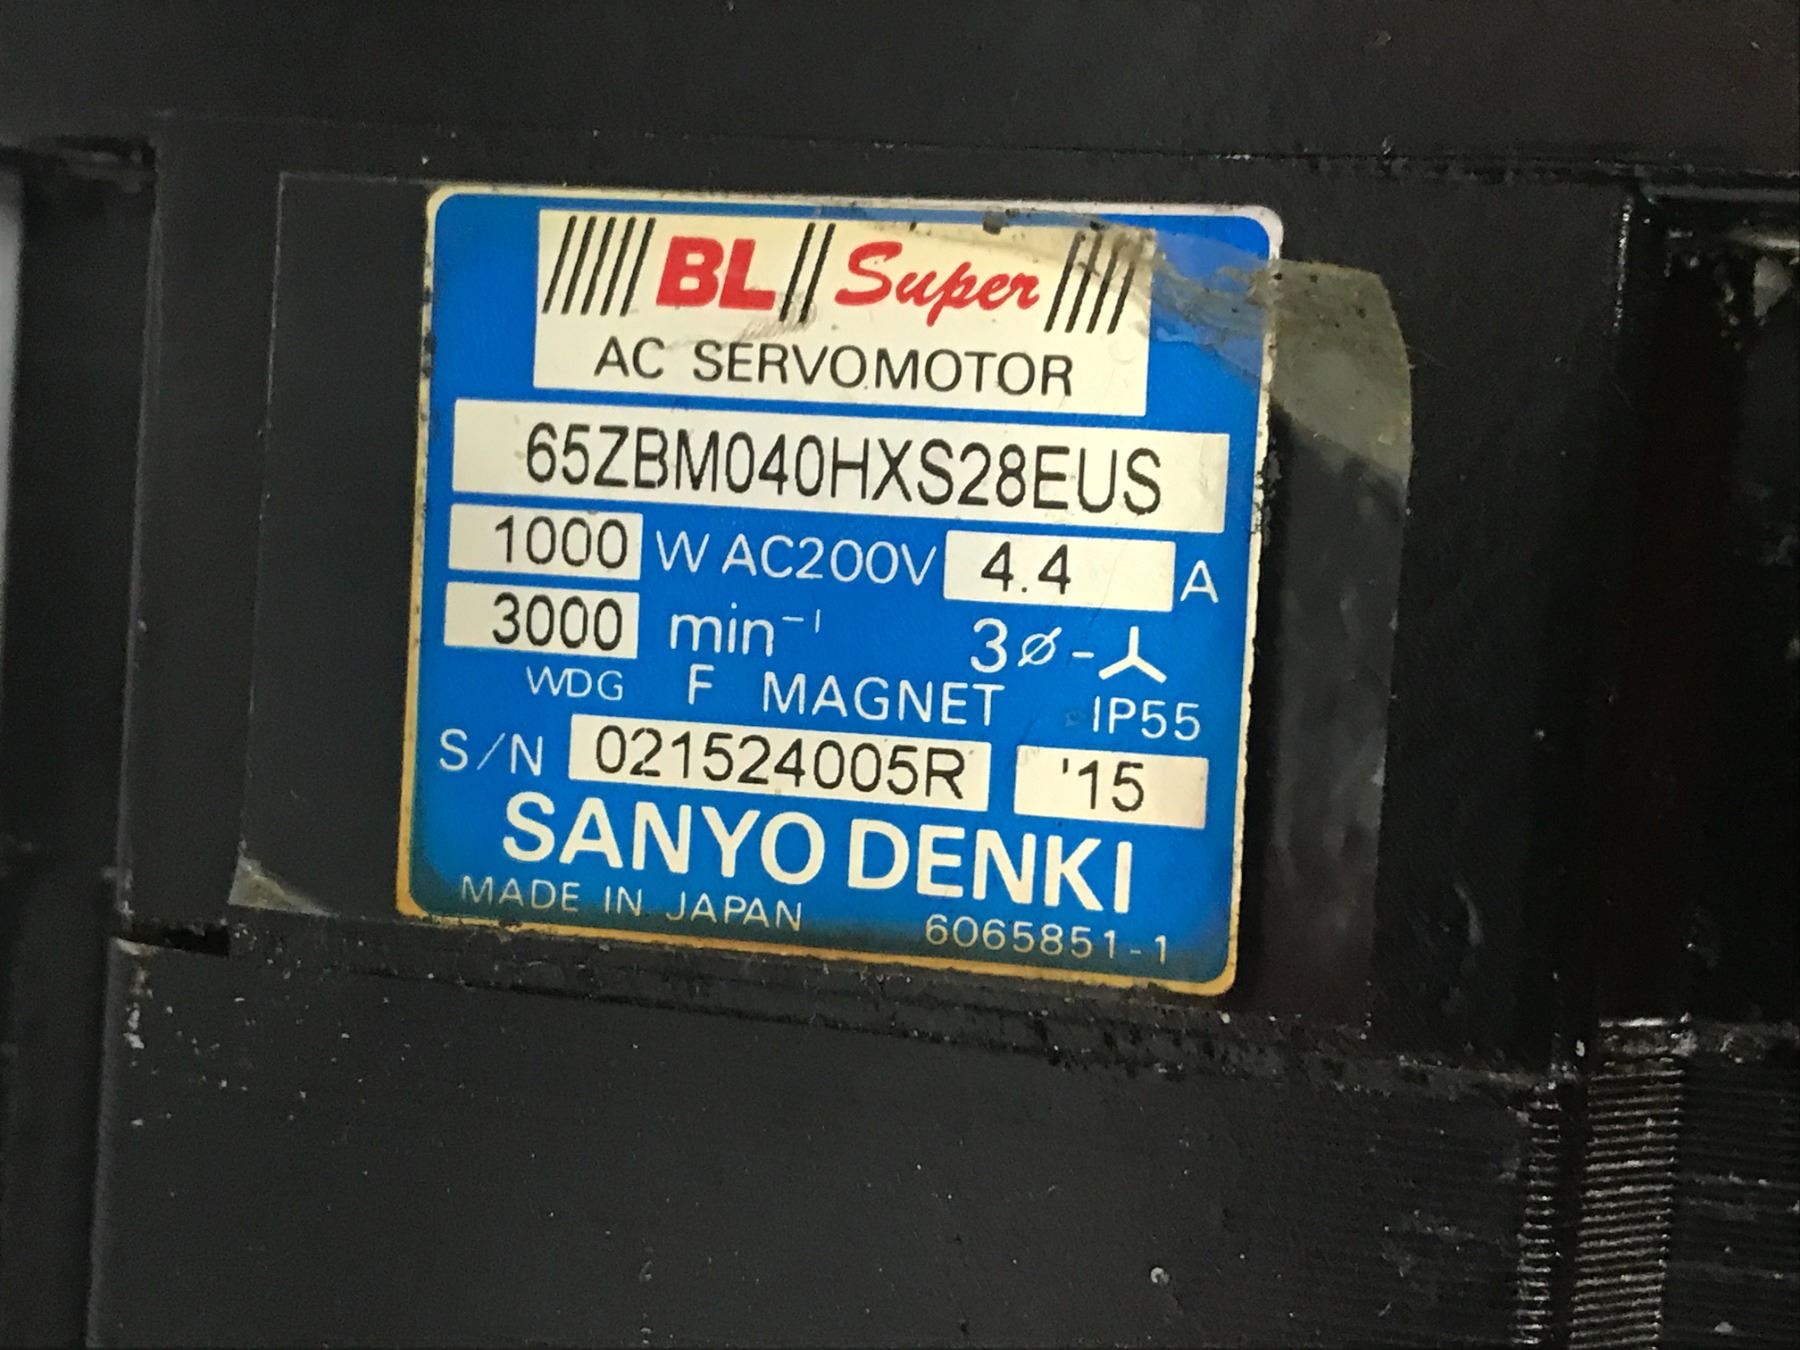 BL Super
AC SERVOMOTOR
65ZBM040HXS28EUS
1000 W AC200V 4.4 A
3000 min⁻¹ 3ø-⅄
WDG F MAGNET IP55
S/N 021524005R '15
SANYO DENKI
MADE IN JAPAN 6065851-1